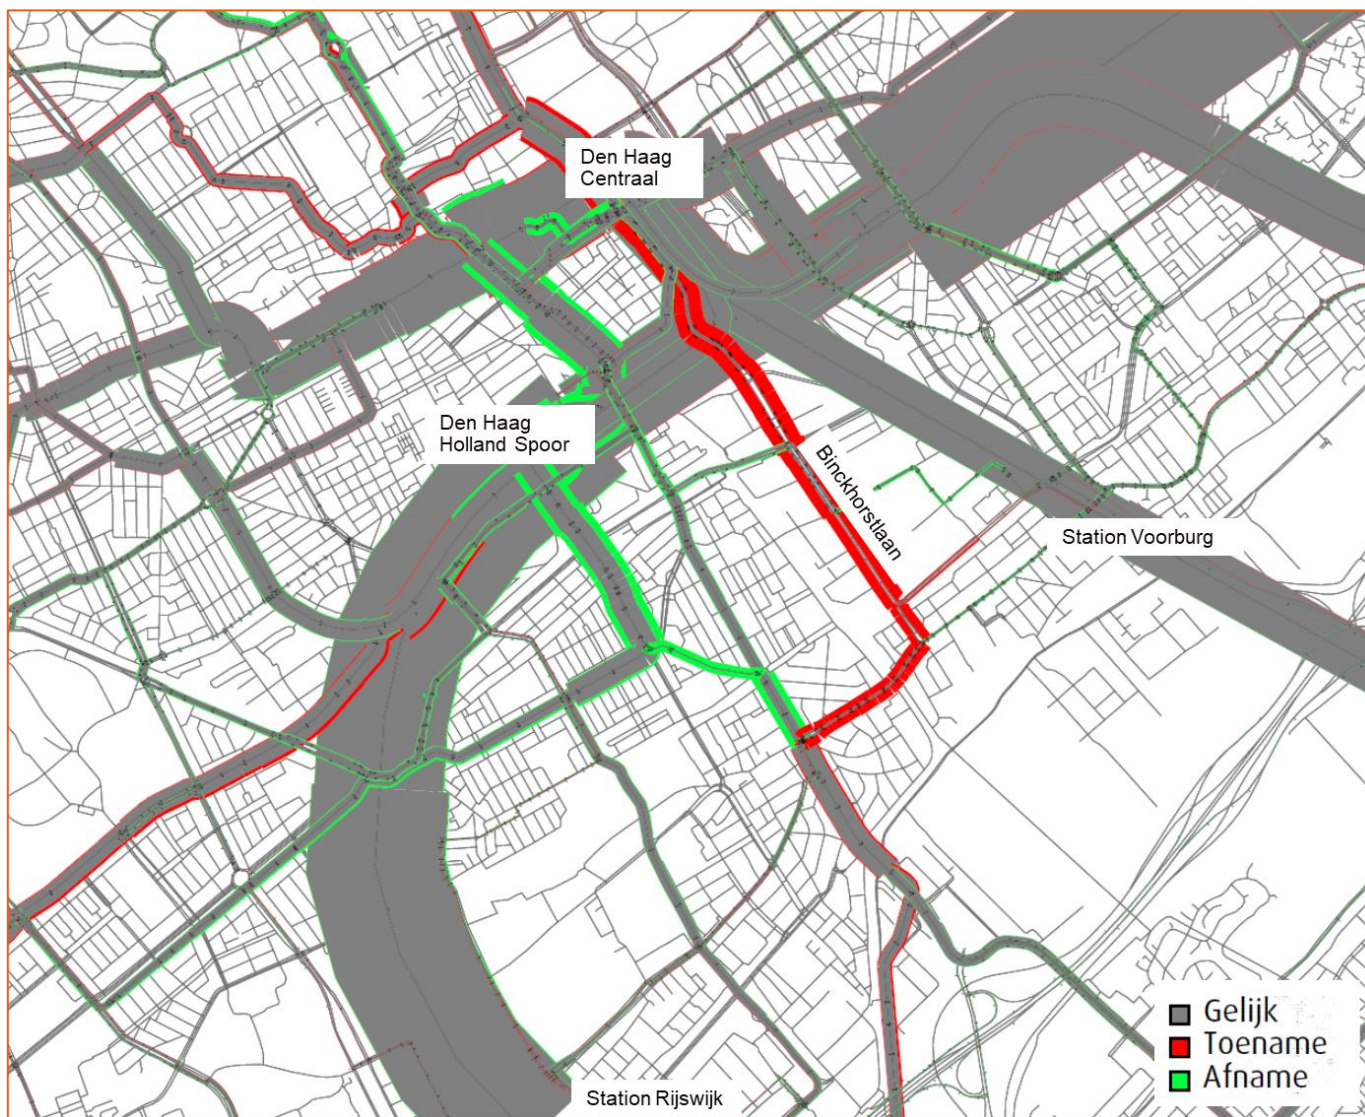 Den Haag
Centraal
Den Haag
Holland Spoor
Binckhorstlaan
Station Voorburg
Station Rijswijk
Gelijk
Toename
Afname